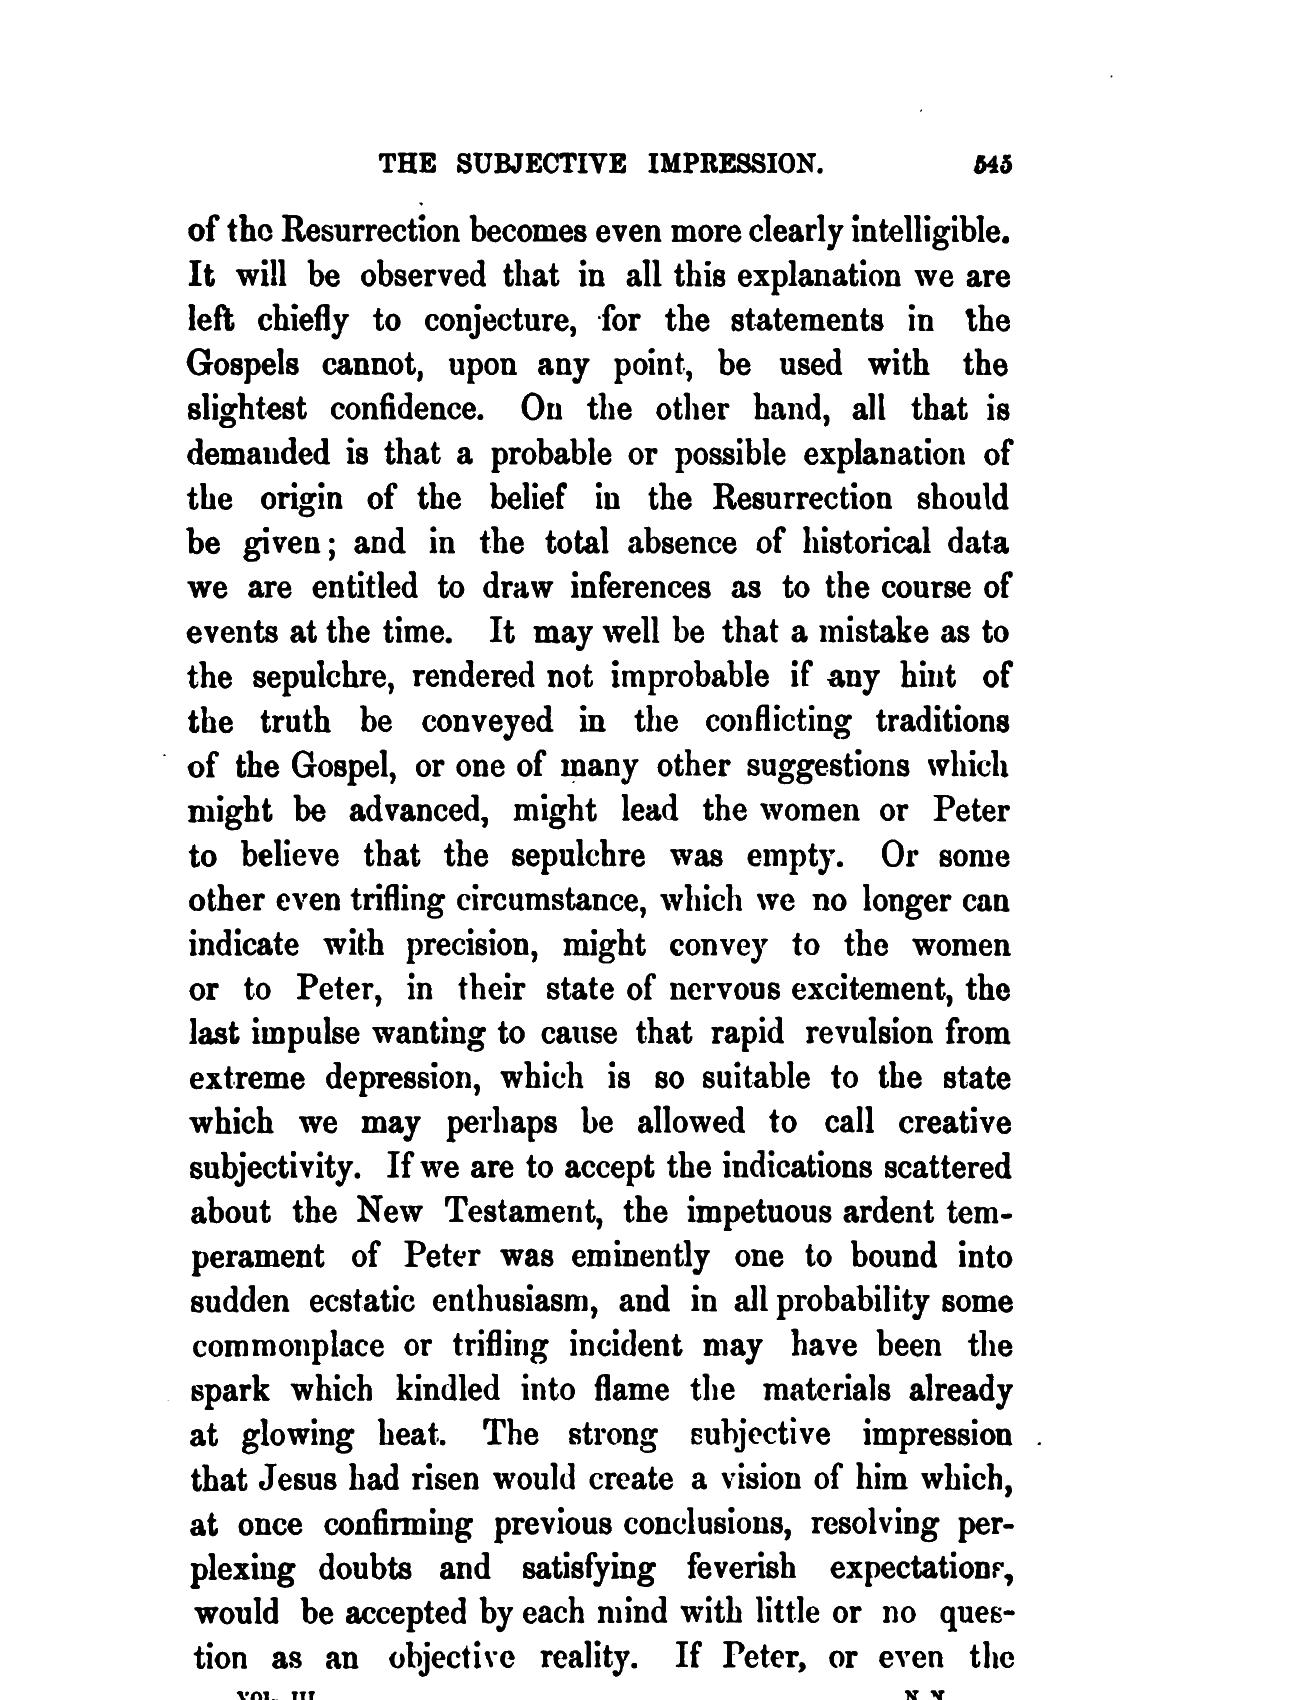 THE SUBJECTIVE IMPRESSION. 545
of the Resurrection becomes even more clearly intelligible.
It will be observed that in all this explanation we are
left chiefly to conjecture, for the statements in the
Gospels cannot, upon any point, be used with the
slightest confidence. On the other hand, all that is
demanded is that a probable or possible explanation of
the origin of the belief in the Resurrection should
be given; and in the total absence of historical data
we are entitled to draw inferences as to the course of
events at the time. It may well be that a mistake as to
the sepulchre, rendered not improbable if any hint of
the truth be conveyed in the conflicting traditions
of the Gospel, or one of many other suggestions which
might be advanced, might lead the women or Peter
to believe that the sepulchre was empty. Or some
other even trifling circumstance, which we no longer can
indicate with precision, might convey to the women
or to Peter, in their state of nervous excitement, the
last impulse wanting to cause that rapid revulsion from
extreme depression, which is so suitable to the state
which we may perhaps be allowed to call creative
subjectivity. If we are to accept the indications scattered
about the New Testament, the impetuous ardent tem-
perament of Peter was eminently one to bound into
sudden ecstatic enthusiasm, and in all probability some
commonplace or trifling incident may have been the
spark which kindled into flame the materials already
at glowing heat. The strong subjective impression
that Jesus had risen would create a vision of him which,
at once confirming previous conclusions, resolving per-
plexing doubts and satisfying feverish expectations,
would be accepted by each mind with little or no ques-
tion as an objective reality. If Peter, or even the
VOL. III N N